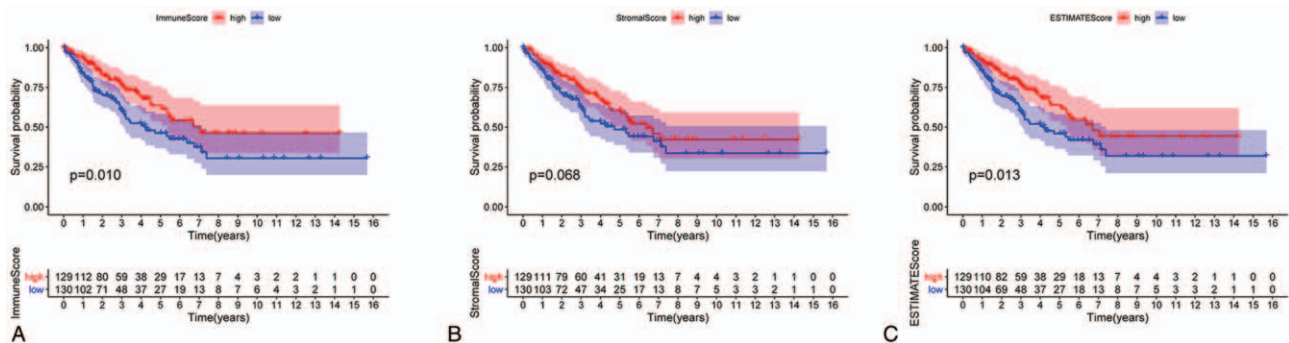 ImmuneScore high low
1.00
0.75
0.50
0.25
0.00
Survival probability
p=0.010
0 1 2 3 4 5 6 7 8 9 10 11 12 13 14 15 16
Time(years)
ImmuneScore
high 129 112 80 59 38 29 17 13 7 4 3 2 2 1 1 0 0
low 130 102 71 48 37 27 19 13 8 7 6 4 3 2 1 1 0
0 1 2 3 4 5 6 7 8 9 10 11 12 13 14 15 16
Time(years)
A
StromalScore high low
1.00
0.75
0.50
0.25
0.00
Survival probability
p=0.068
0 1 2 3 4 5 6 7 8 9 10 11 12 13 14 15 16
Time(years)
StromalScore
high 129 111 79 60 41 31 19 13 7 4 4 3 2 1 1 0 0
low 130 103 72 47 34 25 17 13 8 7 5 3 3 2 1 1 0
0 1 2 3 4 5 6 7 8 9 10 11 12 13 14 15 16
Time(years)
B
ESTIMATEScore high low
1.00
0.75
0.50
0.25
0.00
Survival probability
p=0.013
0 1 2 3 4 5 6 7 8 9 10 11 12 13 14 15 16
Time(years)
ESTIMATEScore
high 129 110 82 59 38 29 18 13 7 4 4 3 2 1 1 0 0
low 130 104 69 48 37 27 18 13 8 7 5 3 3 2 1 1 0
0 1 2 3 4 5 6 7 8 9 10 11 12 13 14 15 16
Time(years)
C